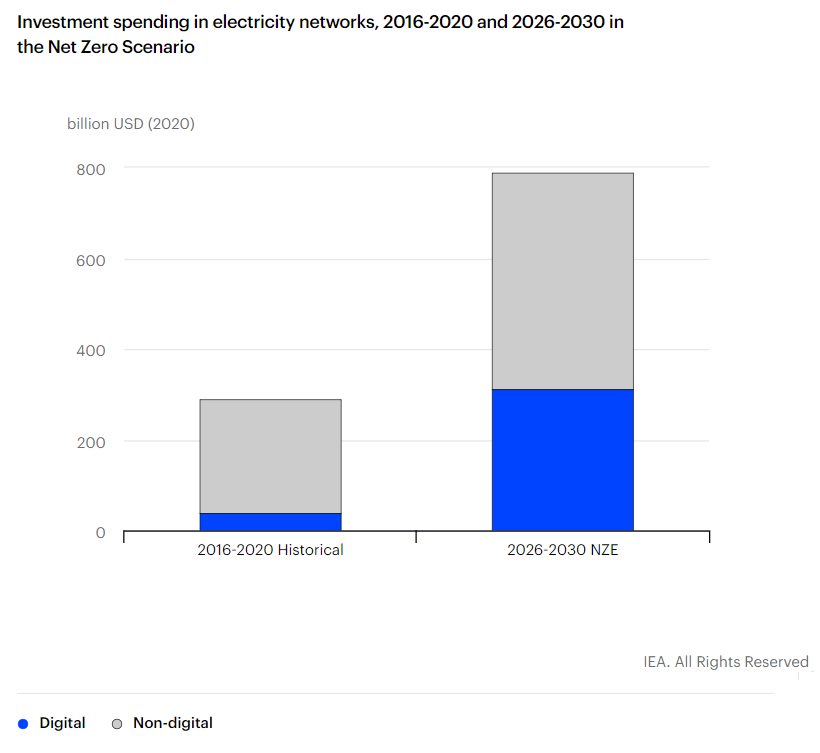 Investment spending in electricity networks, 2016-2020 and 2026-2030 in
the Net Zero Scenario
billion USD (2020)
800
600
400
200
0
2016-2020 Historical
2026-2030 NZE
IEA. All Rights Reserved
Digital
Non-digital